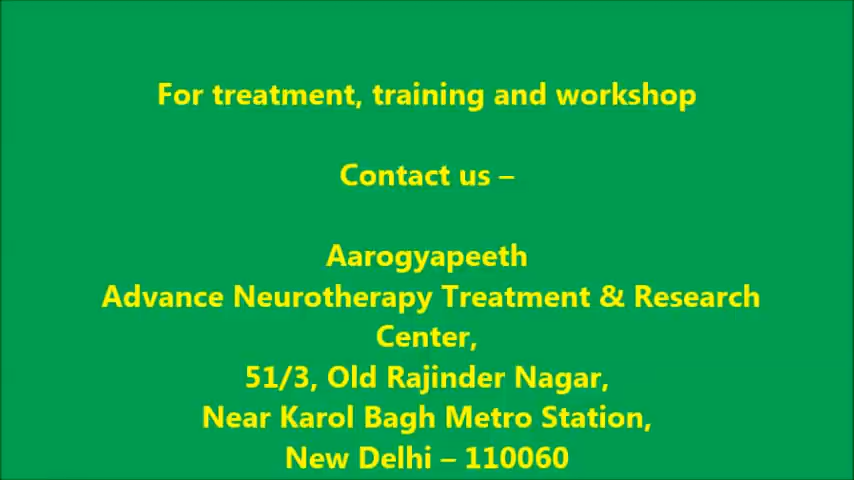 For treatment, training and workshop
Contact us –
Aarogyapeeth
Advance Neurotherapy Treatment & Research
Center,
51/3, Old Rajinder Nagar,
Near Karol Bagh Metro Station,
New Delhi – 110060